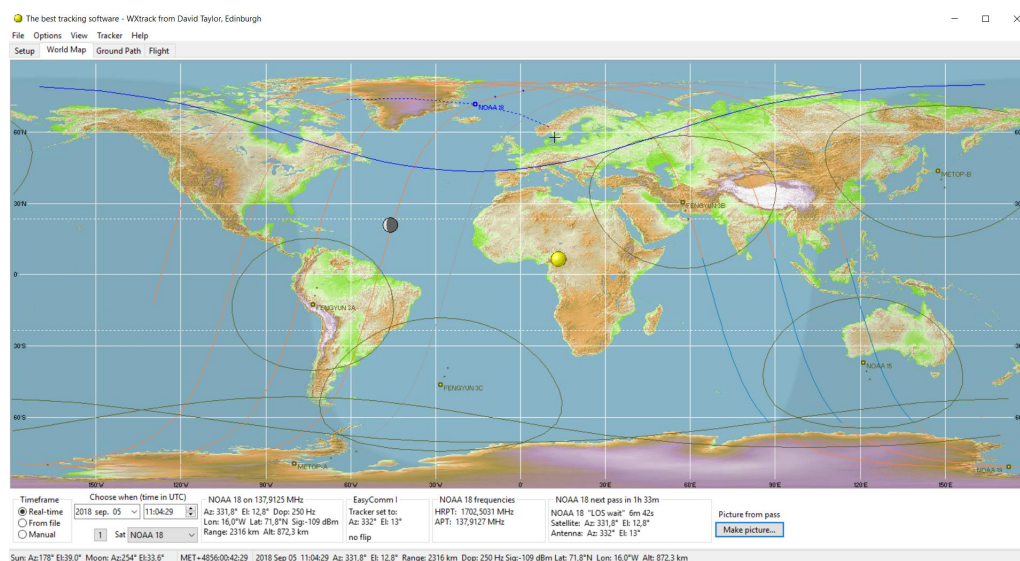 The best tracking software - WXtrack from David Taylor, Edinburgh
File Options View Tracker Help
Setup World Map Ground Path Flight
NOAA 18
60'N
METOP-B
30'N
FENGYUN 3B
0'
FENGYUN 3A
30'S
NOAA 15
FENGYUN 3C
60'S
METOP-A
NOAA 19
150'W 120'W 90'W 60'W 30'W 0' 30'E 60'E 90'E 120'E 150'E
Timeframe
Real-time
From file
Manual
Choose when (time in UTC)
2018 sep. 05 11:04:29
1 Sat NOAA 18
NOAA 18 on 137,9125 MHz
Az: 331,8° El: 12,8° Dop: 250 Hz
Lon: 16,0°W Lat: 71,8°N Sig:-109 dBm
Range: 2316 km Alt: 872,3 km
EasyComm I
Tracker set to:
Az: 332° El: 13°
no flip
NOAA 18 frequencies
HRPT: 1702,5031 MHz
APT: 137,9127 MHz
NOAA 18 next pass in 1h 33m
NOAA 18 "LOS wait" 6m 42s
Satellite: Az: 331,8° El: 12,8°
Antenna: Az: 332° El: 13°
Picture from pass
Make picture...
Sun: Az:178° El:39.0° Moon: Az:254° El:33.6° MET+4856:00:42:29 2018 Sep 05 11:04:29 Az: 331,8° El: 12,8° Range: 2316 km Dop: 250 Hz Sig:-109 dBm Lat: 71,8°N Lon: 16,0°W Alt: 872,3 km